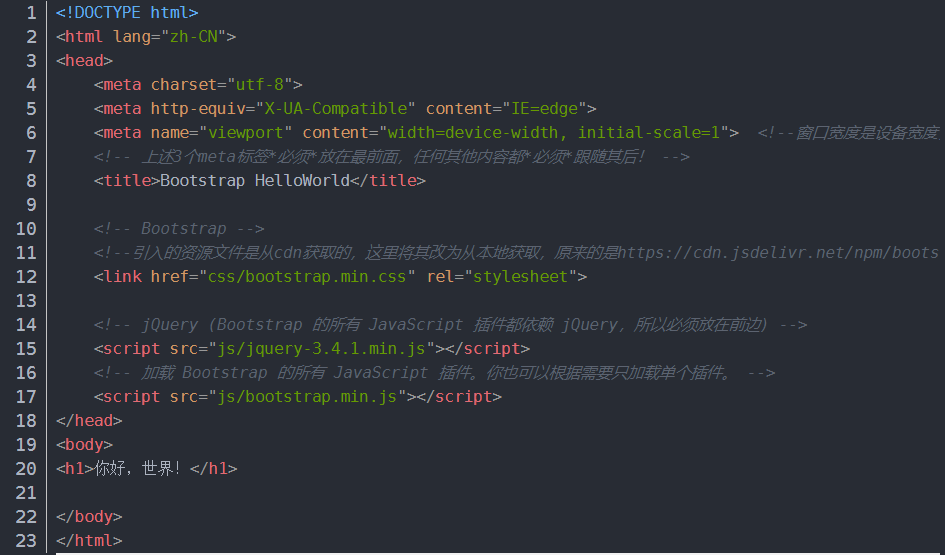 1 <!DOCTYPE html>
2 <html lang="zh-CN">
3 <head>
4     <meta charset="utf-8">
5     <meta http-equiv="X-UA-Compatible" content="IE=edge">
6     <meta name="viewport" content="width=device-width, initial-scale=1">  <!--窗口宽度是设备宽度
7     <!-- 上述3个meta标签*必须*放在最前面，任何其他内容都*必须*跟随其后！ -->
8     <title>Bootstrap HelloWorld</title>
9
10     <!-- Bootstrap -->
11     <!--引入的资源文件是从cdn获取的，这里将其改为从本地获取，原来的是https://cdn.jsdelivr.net/npm/boots
12     <link href="css/bootstrap.min.css" rel="stylesheet">
13
14     <!-- jQuery (Bootstrap 的所有 JavaScript 插件都依赖 jQuery，所以必须放在前边) -->
15     <script src="js/jquery-3.4.1.min.js"></script>
16     <!-- 加载 Bootstrap 的所有 JavaScript 插件。你也可以根据需要只加载单个插件。 -->
17     <script src="js/bootstrap.min.js"></script>
18 </head>
19 <body>
20 <h1>你好，世界！</h1>
21
22 </body>
23 </html>